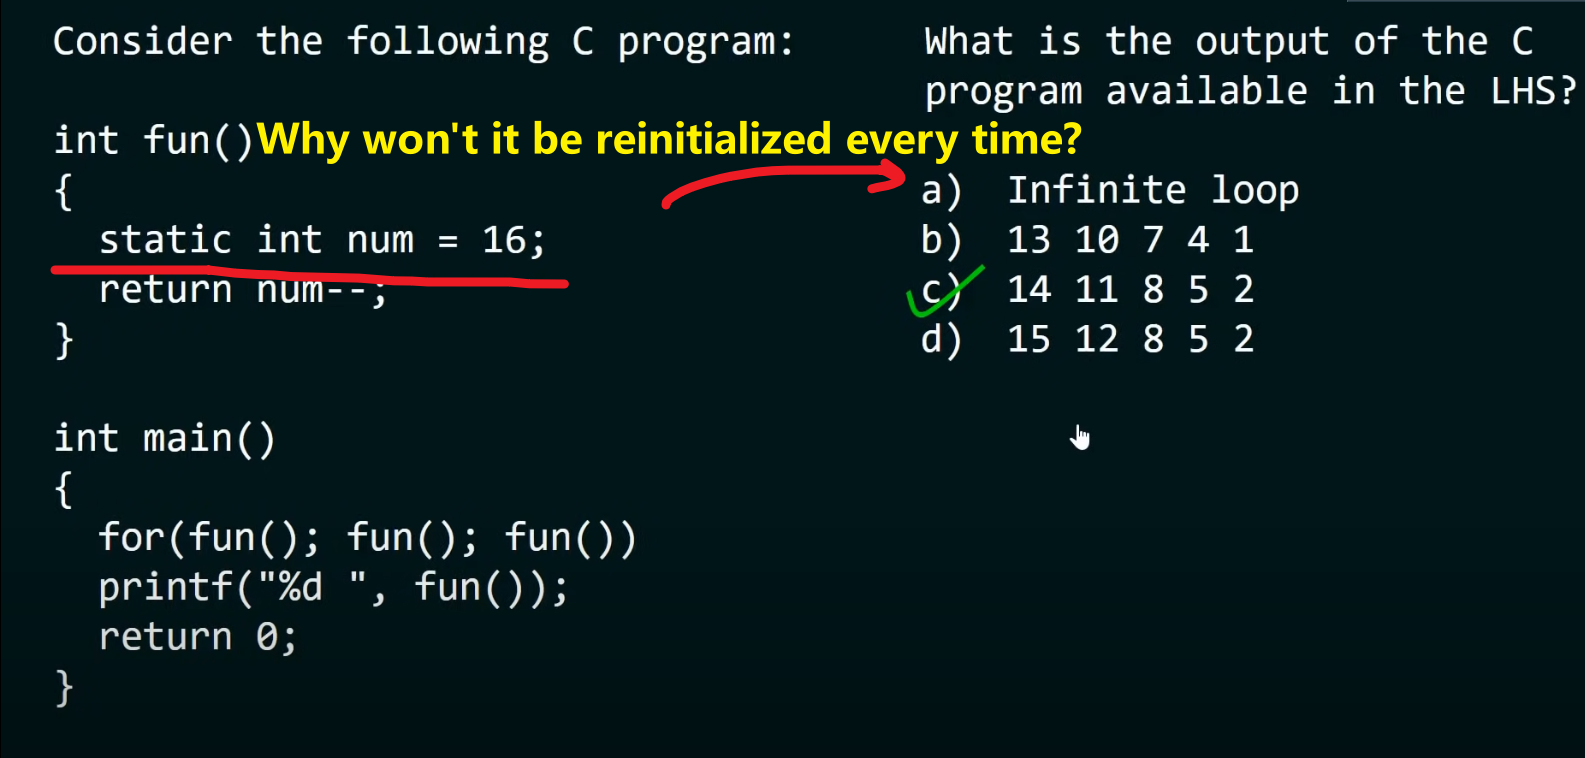 Consider the following C program:
int fun()
{
  static int num = 16;
  return num--;
}
int main()
{
  for(fun(); fun(); fun())
  printf("%d ", fun());
  return 0;
}
Why won't it be reinitialized every time?
What is the output of the C
program available in the LHS?
a)  Infinite loop
b)  13 10 7 4 1
c)  14 11 8 5 2
d)  15 12 8 5 2